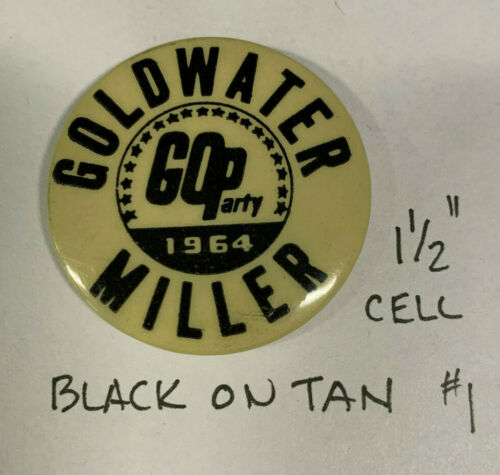 GOLDWATER
GOParty
1964
MILLER
1½"
CELL
BLACK ON TAN #1